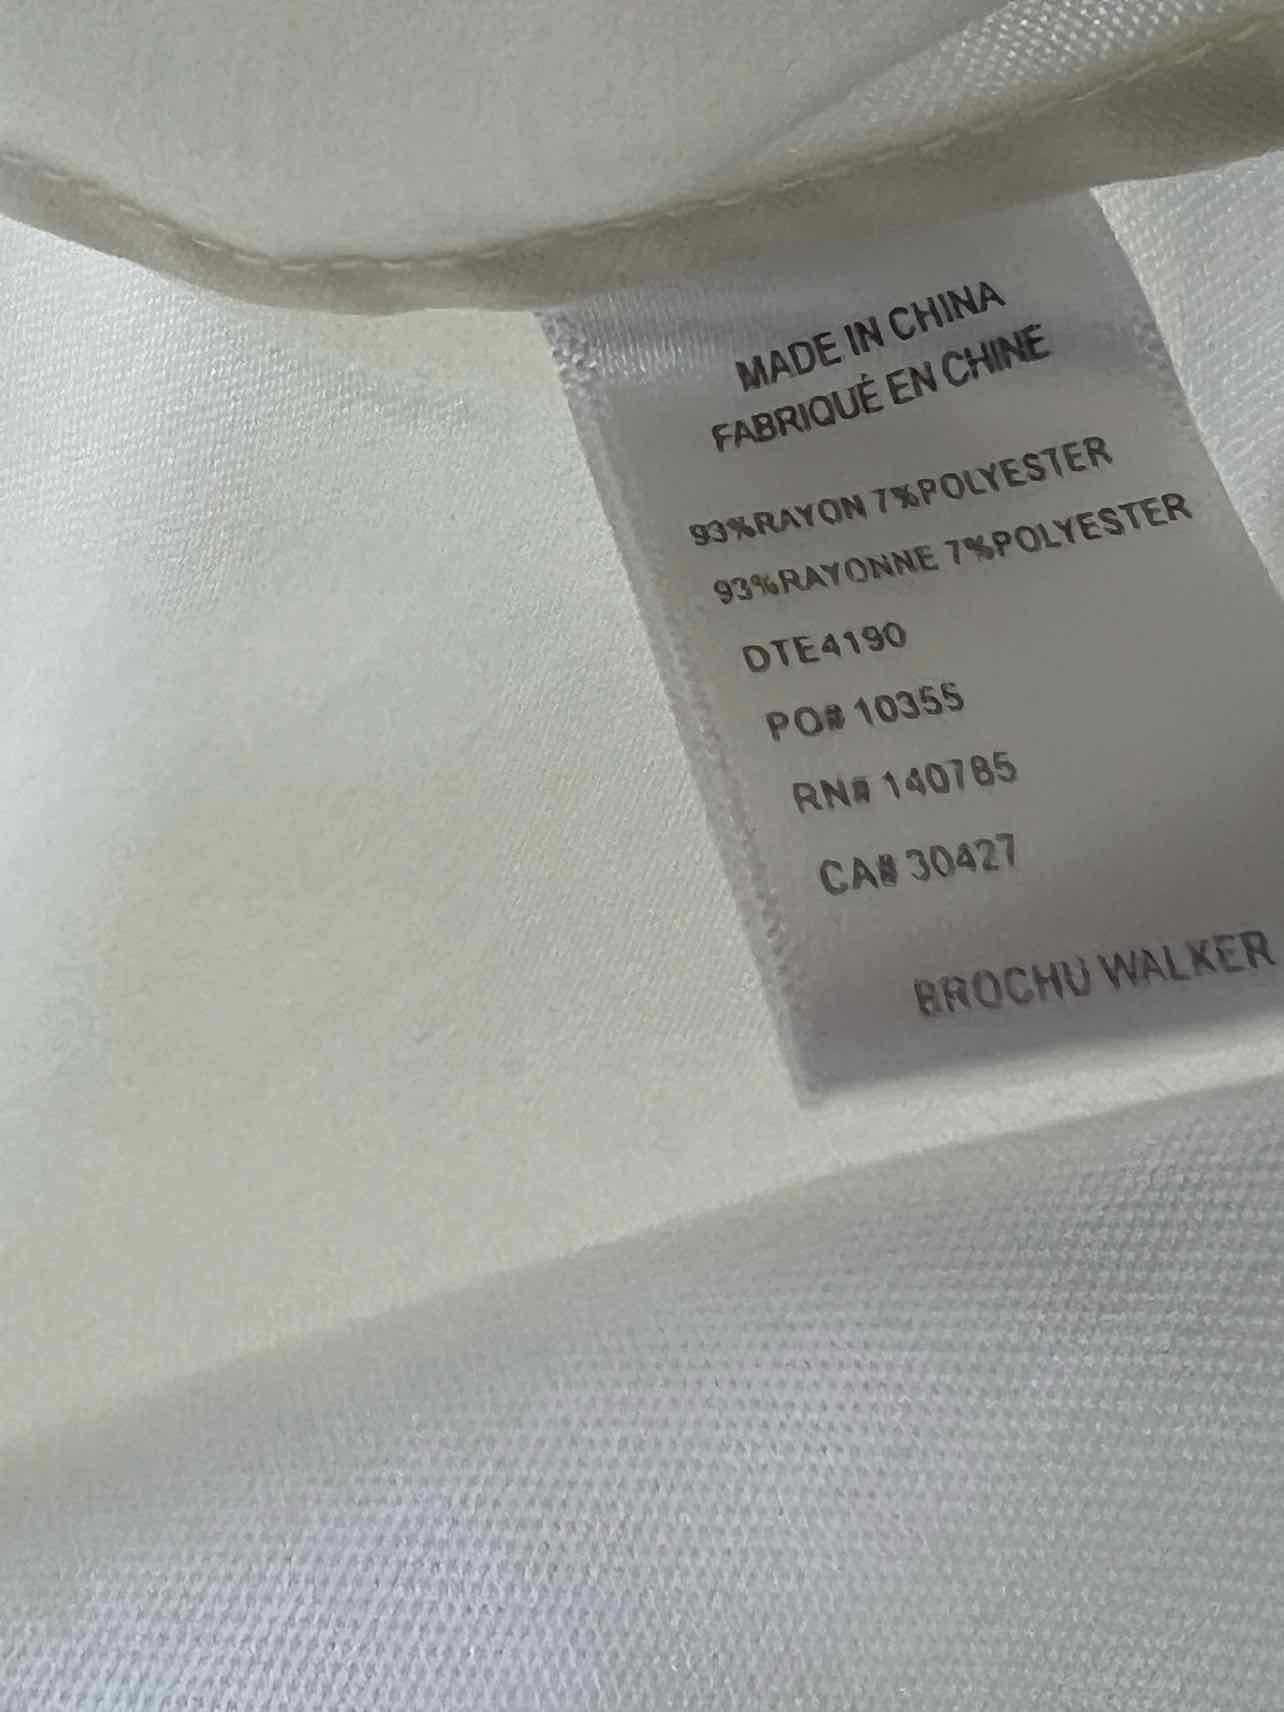 MADE IN CHINA
FABRIQUÉ EN CHINE
93%RAYON 7%POLYESTER
93%RAYONNE 7%POLYESTER
DTE4190
PO# 10355
RN# 140785
CA# 30427
BROCHU WALKER